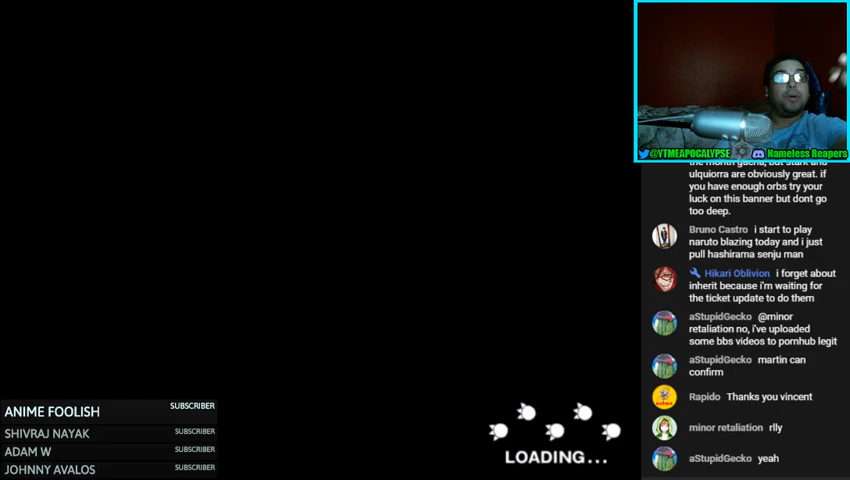 @YTMEAPOCALYPSE Nameless Reapers
the month gacha, but stark and
ulquiorra are obviously great. if
you have enough orbs try your
luck on this banner but dont go
too deep.
Bruno Castro i start to play
naruto blazing today and i just
pull hashirama senju man
Hikari Oblivion i forget about
inherit because i'm waiting for
the ticket update to do them
aStupidGecko @minor
retaliation no, i've uploaded
some bbs videos to pornhub legit
aStupidGecko martin can
confirm
Rapido Thanks you vincent
minor retaliation rlly
aStupidGecko yeah
ANIME FOOLISH SUBSCRIBER
SHIVRAJ NAYAK SUBSCRIBER
ADAM W SUBSCRIBER
JOHNNY AVALOS SUBSCRIBER
LOADING...